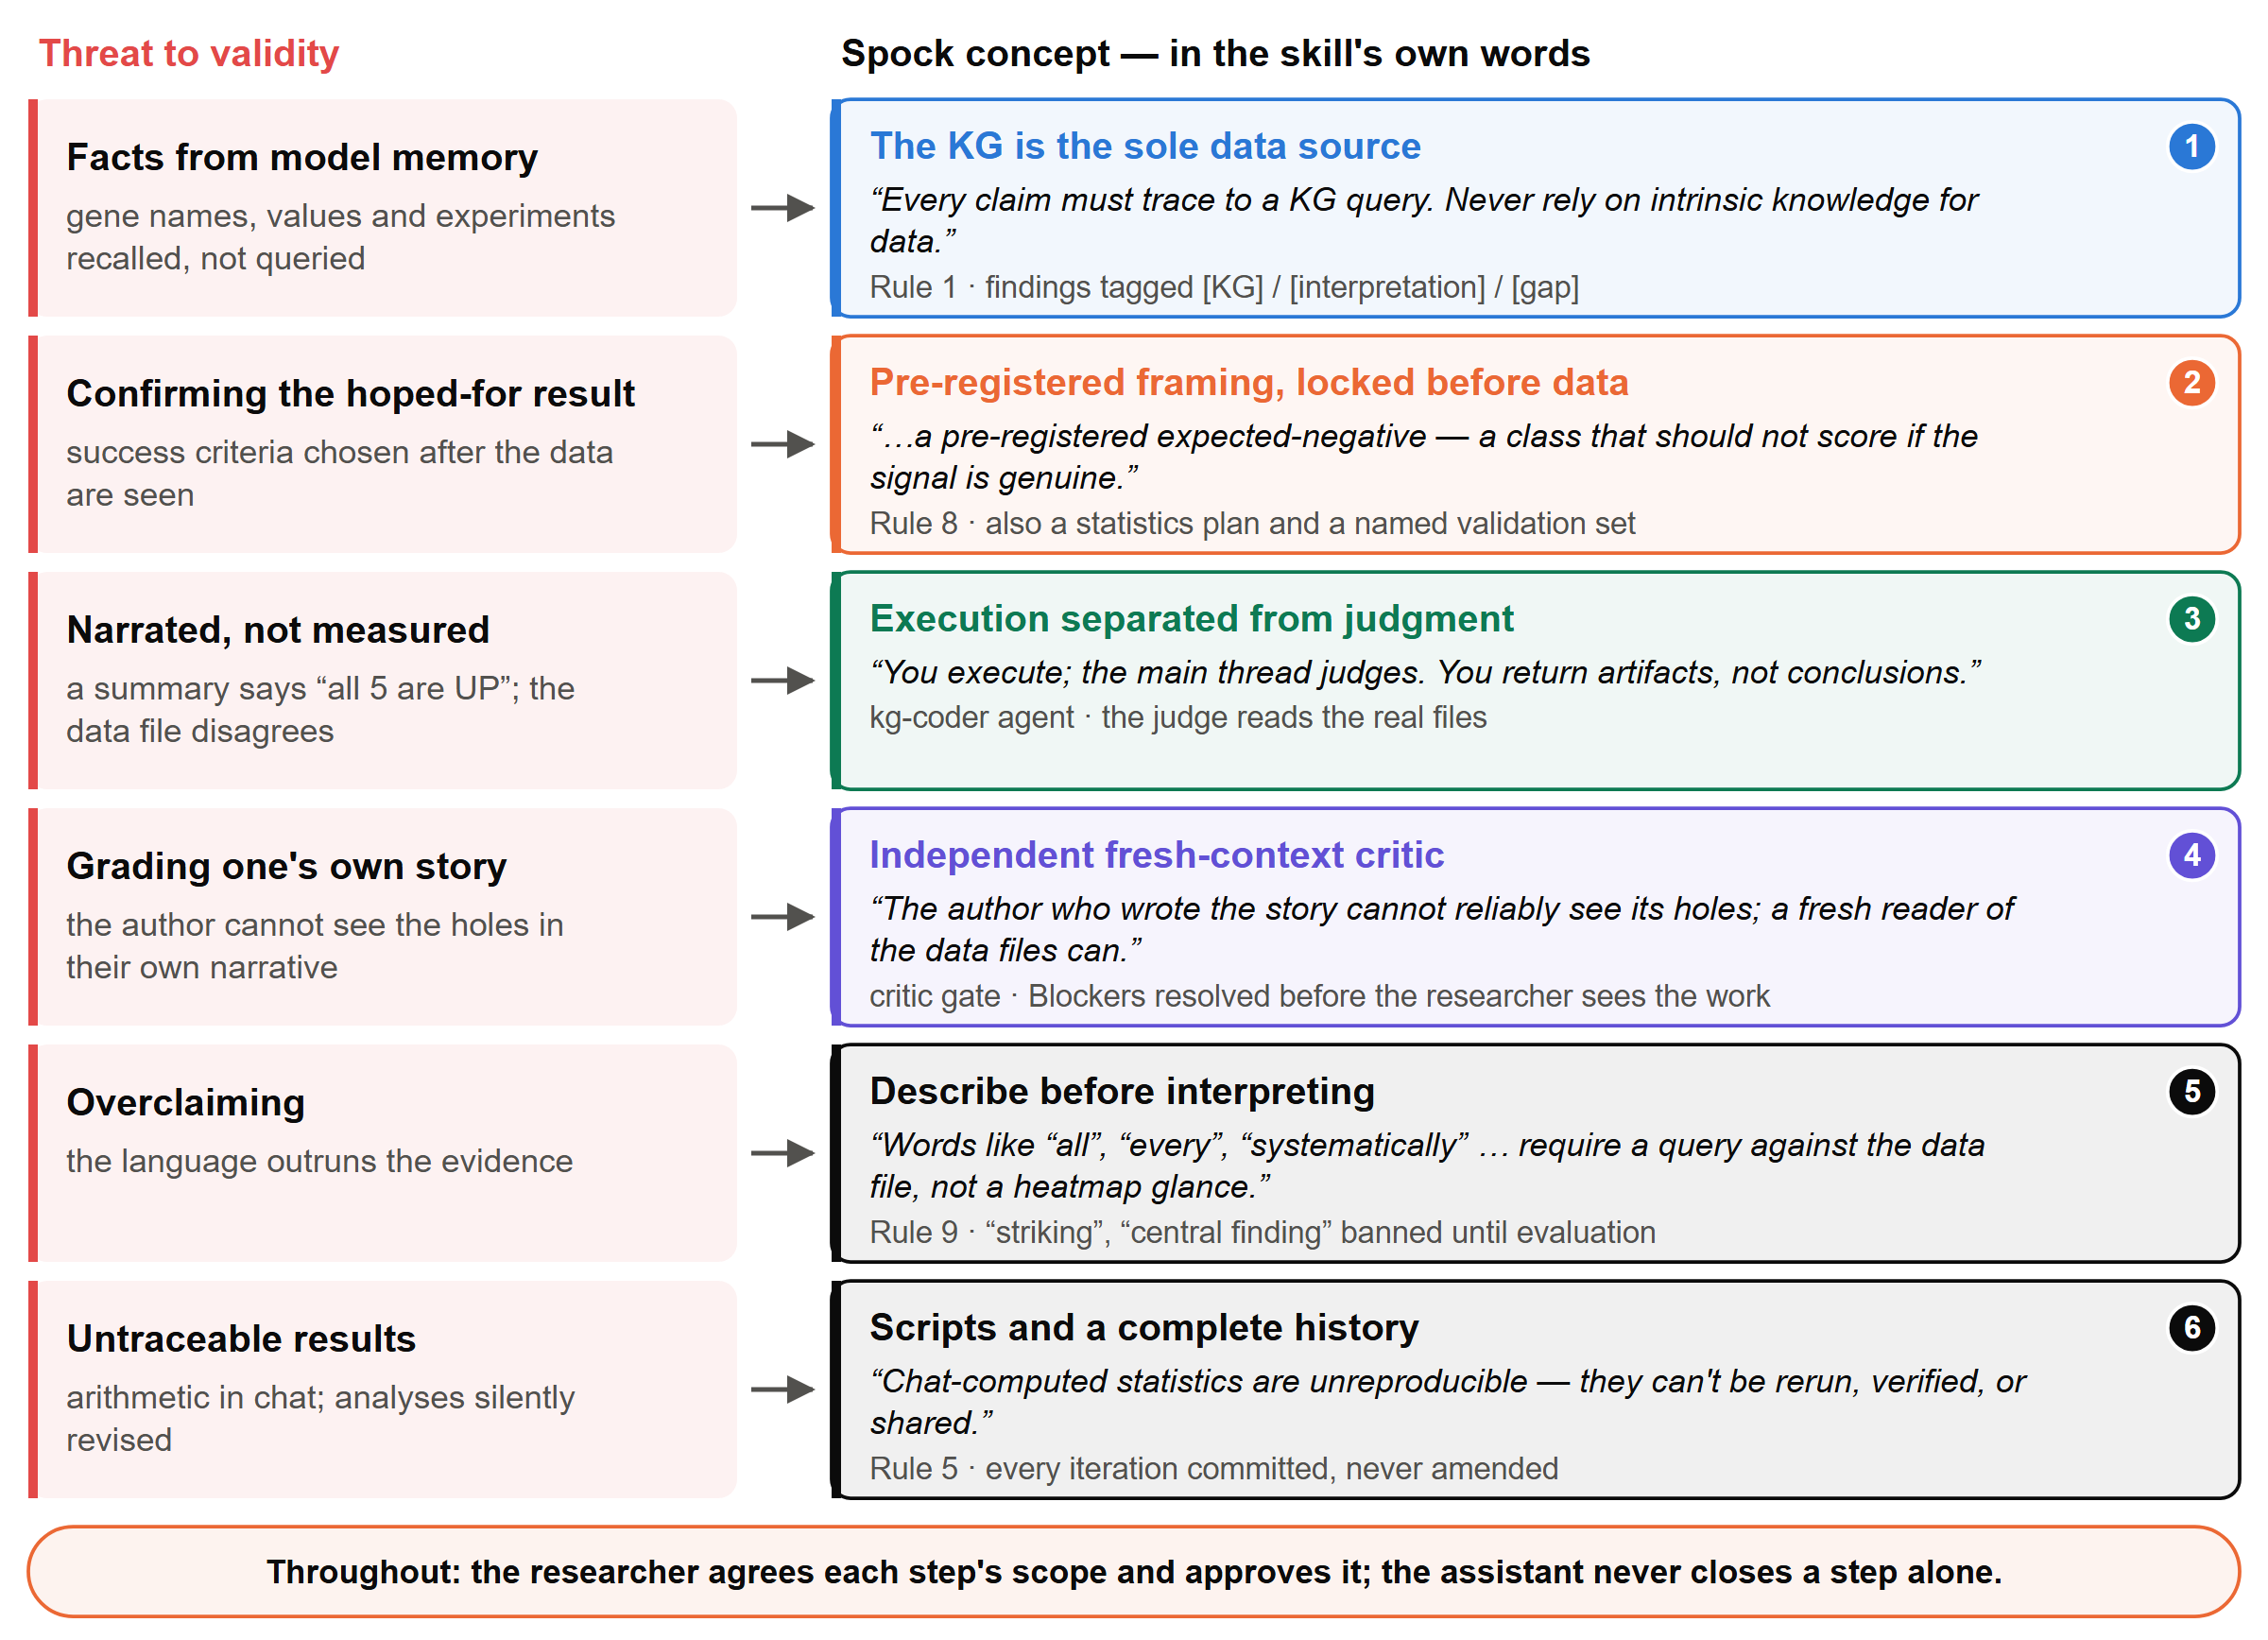 Threat to validity
Spock concept — in the skill's own words
Facts from model memory
gene names, values and experiments
recalled, not queried
The KG is the sole data source
1
“Every claim must trace to a KG query. Never rely on intrinsic knowledge for
data.”
Rule 1 · findings tagged [KG] / [interpretation] / [gap]
Confirming the hoped-for result
success criteria chosen after the data
are seen
Pre-registered framing, locked before data
2
“…a pre-registered expected-negative — a class that should not score if the
signal is genuine.”
Rule 8 · also a statistics plan and a named validation set
Narrated, not measured
a summary says “all 5 are UP”; the
data file disagrees
Execution separated from judgment
3
“You execute; the main thread judges. You return artifacts, not conclusions.”
kg-coder agent · the judge reads the real files
Grading one's own story
the author cannot see the holes in
their own narrative
Independent fresh-context critic
4
“The author who wrote the story cannot reliably see its holes; a fresh reader of
the data files can.”
critic gate · Blockers resolved before the researcher sees the work
Overclaiming
the language outruns the evidence
Describe before interpreting
5
“Words like “all”, “every”, “systematically” … require a query against the data
file, not a heatmap glance.”
Rule 9 · “striking”, “central finding” banned until evaluation
Untraceable results
arithmetic in chat; analyses silently
revised
Scripts and a complete history
6
“Chat-computed statistics are unreproducible — they can't be rerun, verified, or
shared.”
Rule 5 · every iteration committed, never amended
Throughout: the researcher agrees each step's scope and approves it; the assistant never closes a step alone.